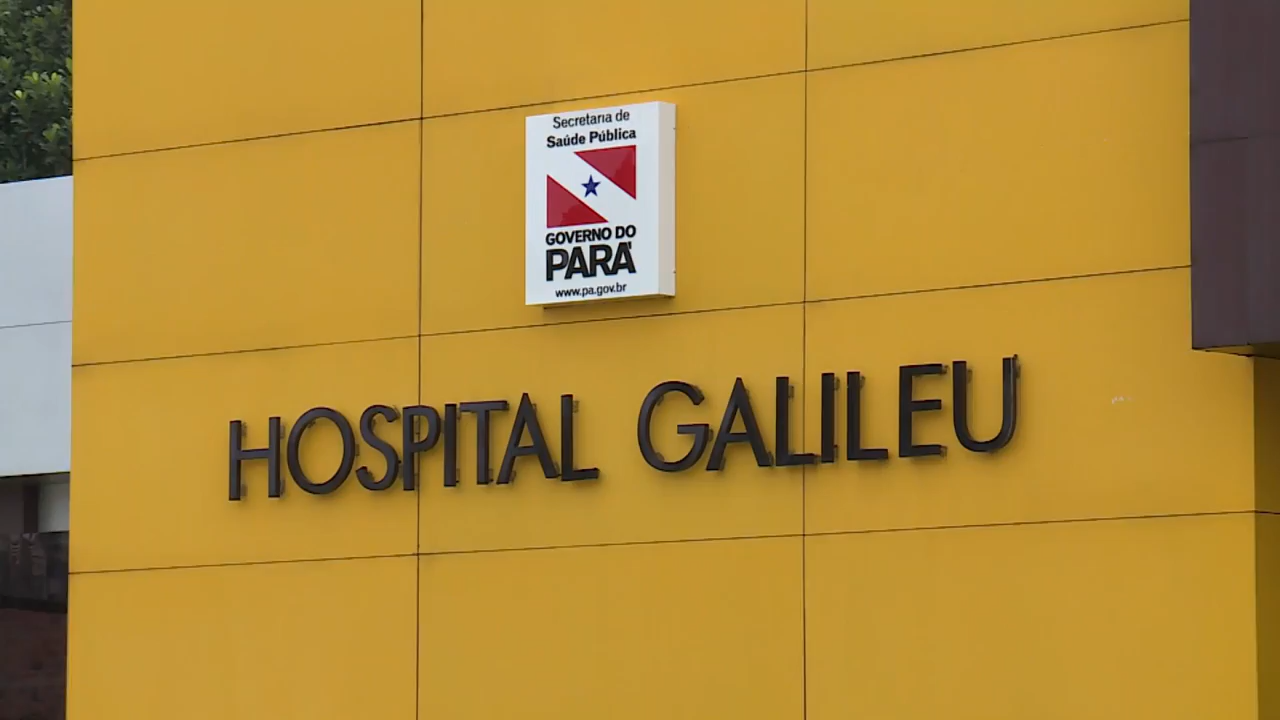 Secretaria de
Saúde Pública
GOVERNO DO
PARÁ
www.pa.gov.br
HOSPITAL GALILEU